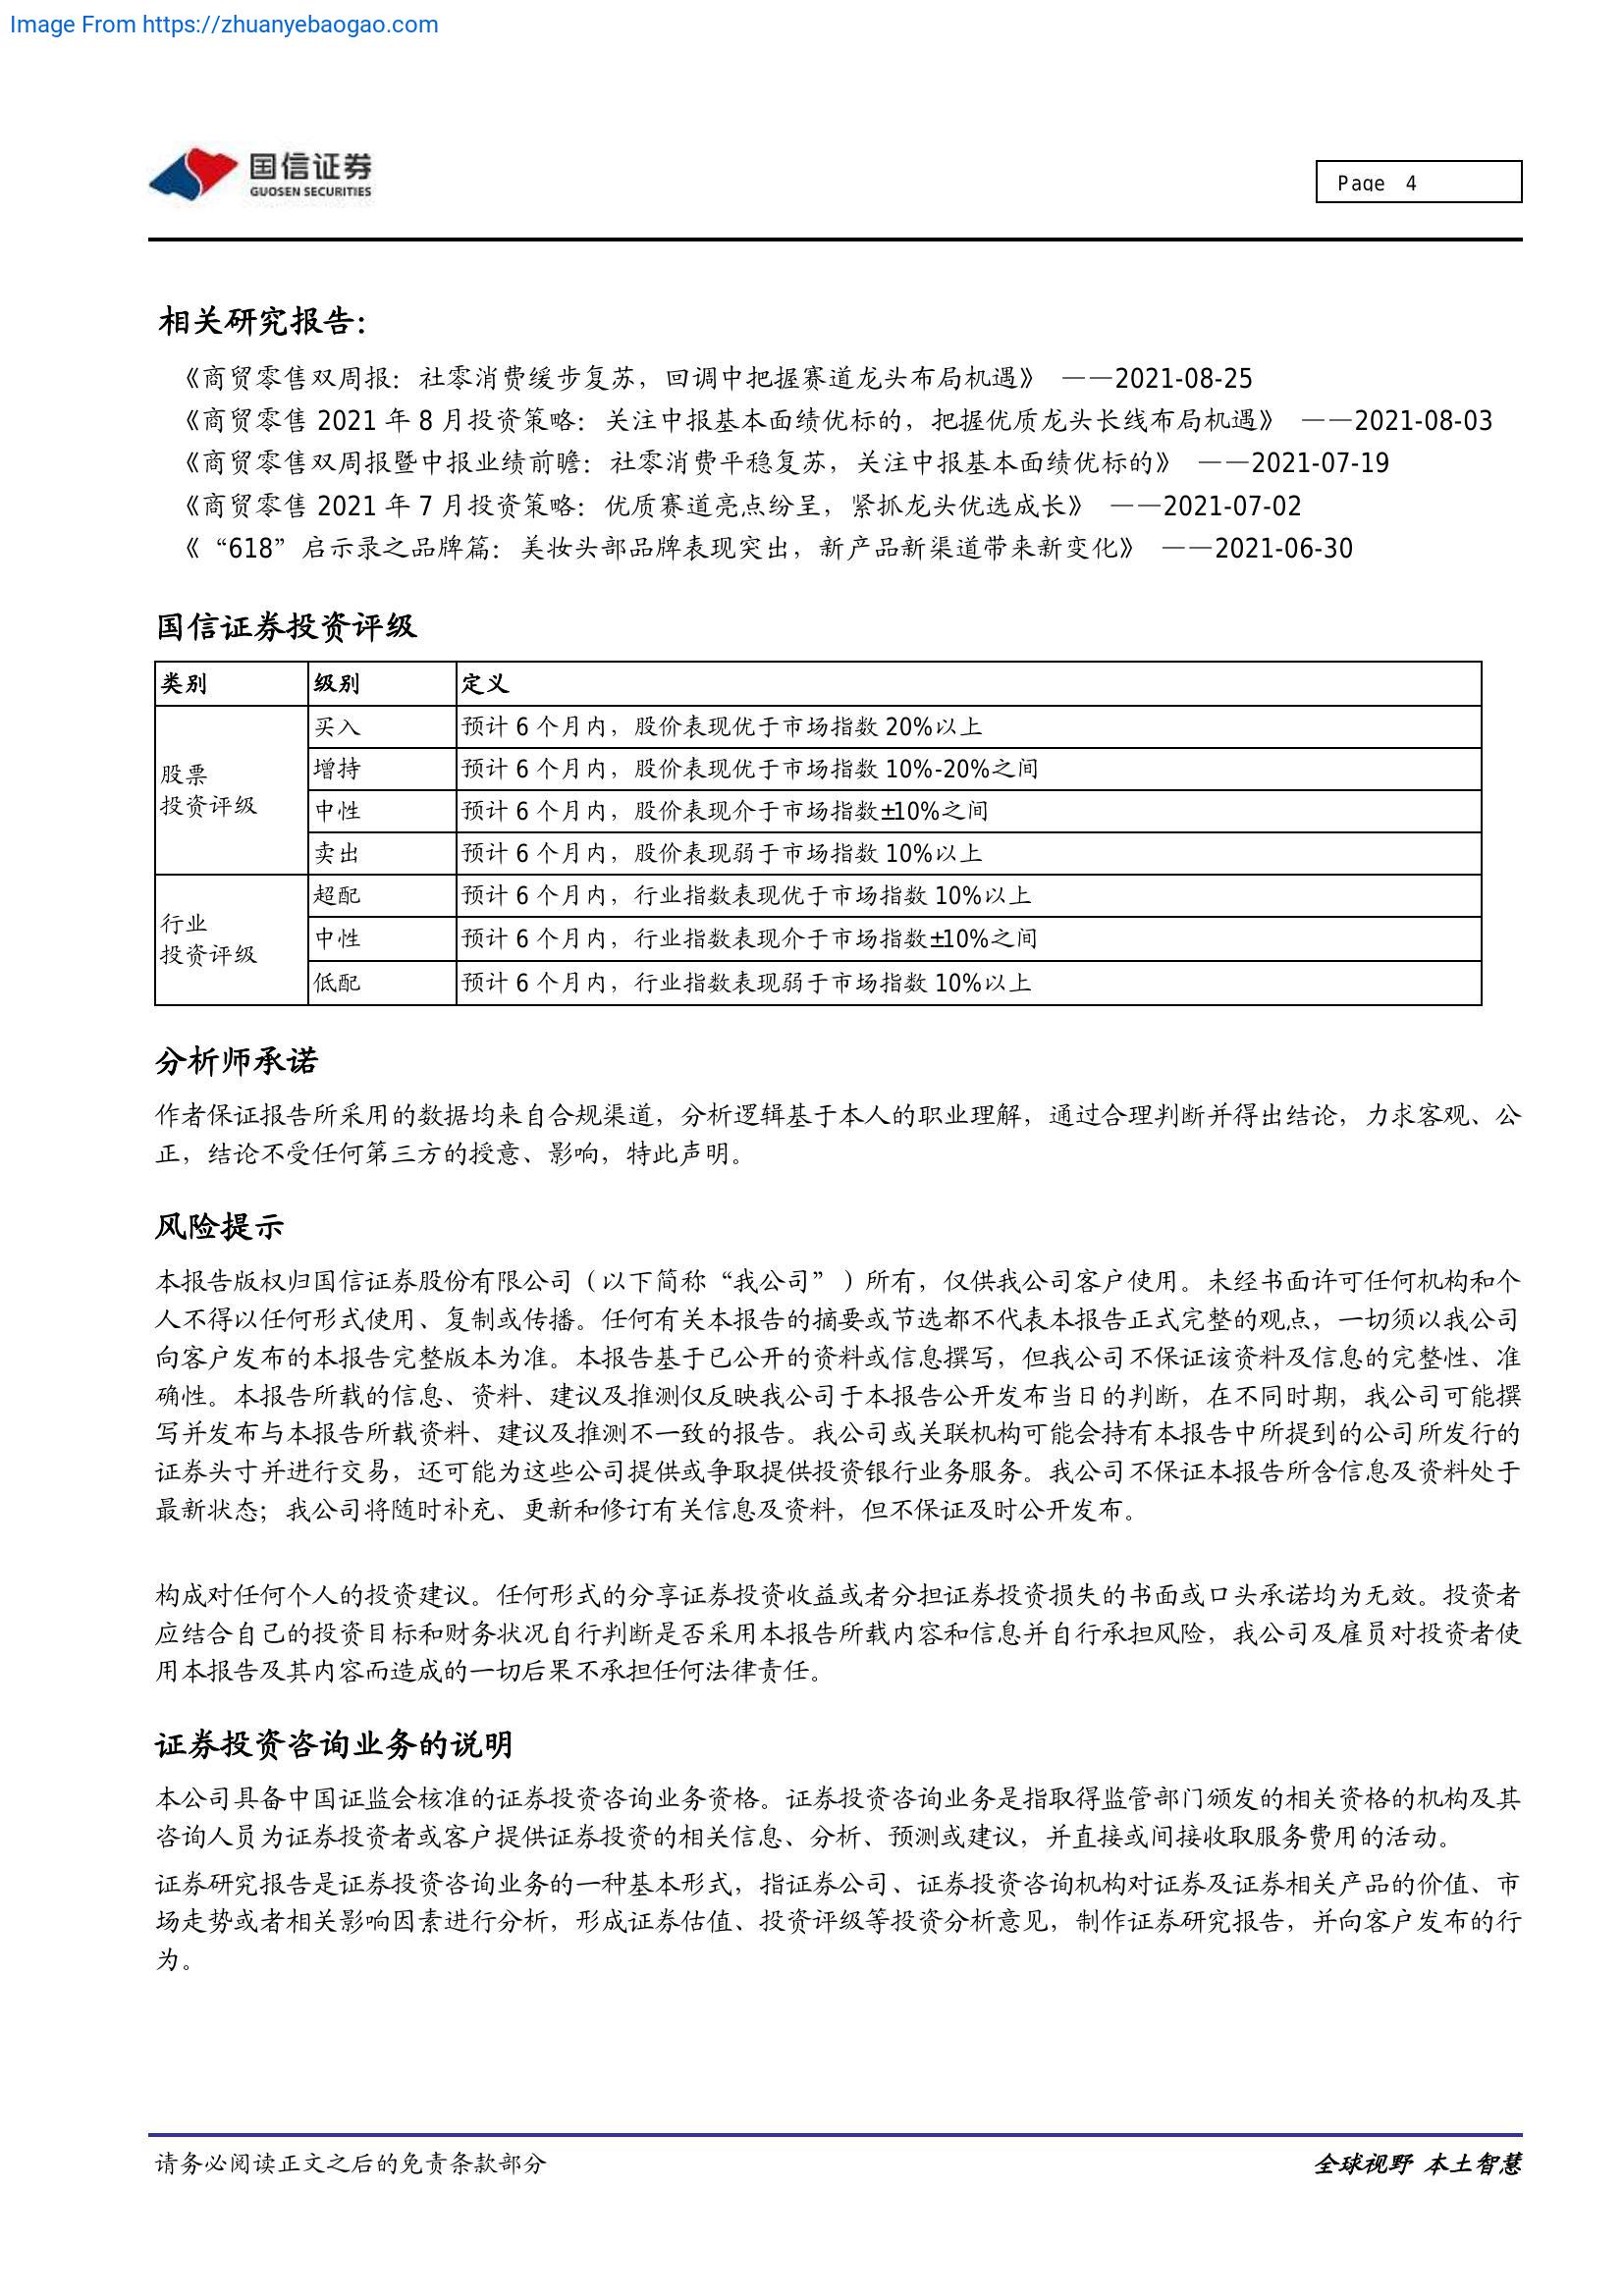 Image From https://zhuanyebaogao.com
国信证券
GUOSEN SECURITIES
Page 4
相关研究报告：
《商贸零售双周报：社零消费缓步复苏，回调中把握赛道龙头布局机遇》 ——2021-08-25
《商贸零售 2021 年 8 月投资策略：关注中报基本面绩优标的，把握优质龙头长线布局机遇》 ——2021-08-03
《商贸零售双周报暨中报业绩前瞻：社零消费平稳复苏，关注中报基本面绩优标的》 ——2021-07-19
《商贸零售 2021 年 7 月投资策略：优质赛道亮点纷呈，紧抓龙头优选成长》 ——2021-07-02
《“618”启示录之品牌篇：美妆头部品牌表现突出，新产品新渠道带来新变化》 ——2021-06-30
国信证券投资评级
类别 级别 定义
股票
投资评级
买入 预计 6 个月内，股价表现优于市场指数 20%以上
增持 预计 6 个月内，股价表现优于市场指数 10%-20%之间
中性 预计 6 个月内，股价表现介于市场指数±10%之间
卖出 预计 6 个月内，股价表现弱于市场指数 10%以上
行业
投资评级
超配 预计 6 个月内，行业指数表现优于市场指数 10%以上
中性 预计 6 个月内，行业指数表现介于市场指数±10%之间
低配 预计 6 个月内，行业指数表现弱于市场指数 10%以上
分析师承诺
作者保证报告所采用的数据均来自合规渠道，分析逻辑基于本人的职业理解，通过合理判断并得出结论，力求客观、公
正，结论不受任何第三方的授意、影响，特此声明。
风险提示
本报告版权归国信证券股份有限公司（以下简称“我公司”）所有，仅供我公司客户使用。未经书面许可任何机构和个
人不得以任何形式使用、复制或传播。任何有关本报告的摘要或节选都不代表本报告正式完整的观点，一切须以我公司
向客户发布的本报告完整版本为准。本报告基于已公开的资料或信息撰写，但我公司不保证该资料及信息的完整性、准
确性。本报告所载的信息、资料、建议及推测仅反映我公司于本报告公开发布当日的判断，在不同时期，我公司可能撰
写并发布与本报告所载资料、建议及推测不一致的报告。我公司或关联机构可能会持有本报告中所提到的公司所发行的
证券头寸并进行交易，还可能为这些公司提供或争取提供投资银行业务服务。我公司不保证本报告所含信息及资料处于
最新状态；我公司将随时补充、更新和修订有关信息及资料，但不保证及时公开发布。
构成对任何个人的投资建议。任何形式的分享证券投资收益或者分担证券投资损失的书面或口头承诺均为无效。投资者
应结合自己的投资目标和财务状况自行判断是否采用本报告所载内容和信息并自行承担风险，我公司及雇员对投资者使
用本报告及其内容而造成的一切后果不承担任何法律责任。
证券投资咨询业务的说明
本公司具备中国证监会核准的证券投资咨询业务资格。证券投资咨询业务是指取得监管部门颁发的相关资格的机构及其
咨询人员为证券投资者或客户提供证券投资的相关信息、分析、预测或建议，并直接或间接收取服务费用的活动。
证券研究报告是证券投资咨询业务的一种基本形式，指证券公司、证券投资咨询机构对证券及证券相关产品的价值、市
场走势或者相关影响因素进行分析，形成证券估值、投资评级等投资分析意见，制作证券研究报告，并向客户发布的行
为。
请务必阅读正文之后的免责条款部分
全球视野 本土智慧